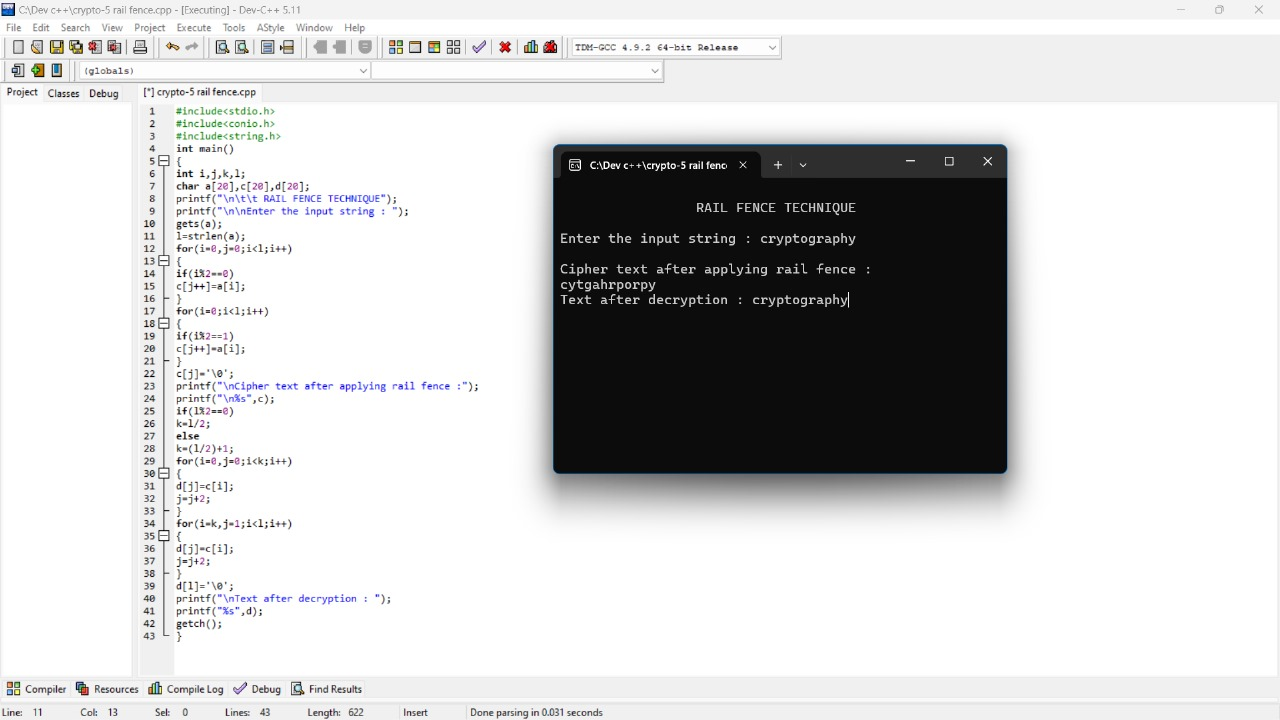 C:\Dev c++\crypto-5 rail fence.cpp - [Executing] - Dev-C++ 5.11
File Edit Search View Project Execute Tools AStyle Window Help
TDM-GCC 4.9.2 64-bit Release
(globals)
Project Classes Debug
[*] crypto-5 rail fence.cpp
1 #include<stdio.h>
2 #include<conio.h>
3 #include<string.h>
4 int main()
5 {
6 int i,j,k,l;
7 char a[20],c[20],d[20];
8 printf("\n\t\t RAIL FENCE TECHNIQUE");
9 printf("\n\nEnter the input string : ");
10 gets(a);
11 l=strlen(a);
12 for(i=0,j=0;i<l;i++)
13 {
14 if(i%2==0)
15 c[j++]=a[i];
16 }
17 for(i=0;i<l;i++)
18 {
19 if(i%2==1)
20 c[j++]=a[i];
21 }
22 c[j]='\0';
23 printf("\nCipher text after applying rail fence :");
24 printf("\n%s",c);
25 if(l%2==0)
26 k=l/2;
27 else
28 k=(l/2)+1;
29 for(i=0,j=0;i<k;i++)
30 {
31 d[j]=c[i];
32 j=j+2;
33 }
34 for(i=k,j=1;i<l;i++)
35 {
36 d[j]=c[i];
37 j=j+2;
38 }
39 d[l]='\0';
40 printf("\nText after decryption : ");
41 printf("%s",d);
42 getch();
43 }
C:\Dev c++\crypto-5 rail fenc
RAIL FENCE TECHNIQUE
Enter the input string : cryptography
Cipher text after applying rail fence :
cytgahrporpy
Text after decryption : cryptography
Compiler Resources Compile Log Debug Find Results
Line: 11 Col: 13 Sel: 0 Lines: 43 Length: 622 Insert Done parsing in 0.031 seconds